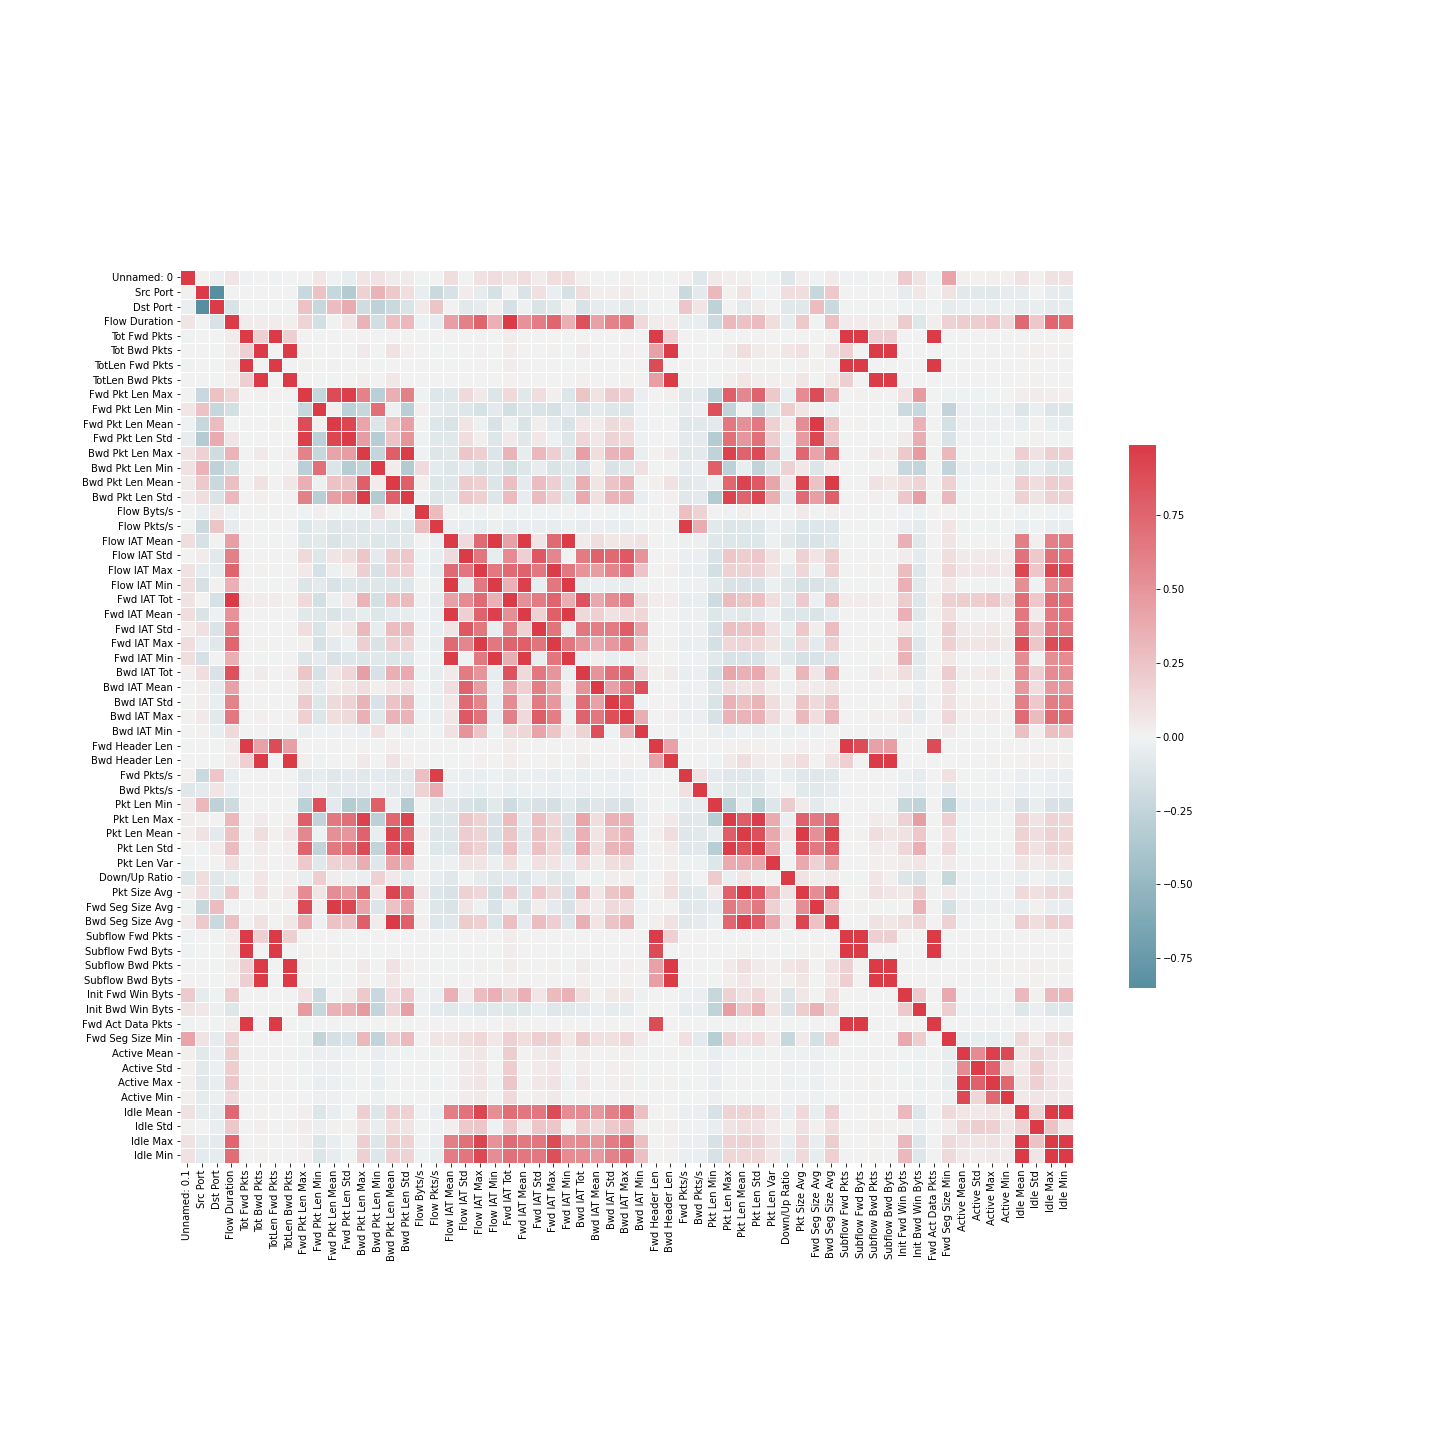 Unnamed: 0
Src Port
Dst Port
Flow Duration
Tot Fwd Pkts
Tot Bwd Pkts
TotLen Fwd Pkts
TotLen Bwd Pkts
Fwd Pkt Len Max
Fwd Pkt Len Min
Fwd Pkt Len Mean
Fwd Pkt Len Std
Bwd Pkt Len Max
Bwd Pkt Len Min
Bwd Pkt Len Mean
Bwd Pkt Len Std
Flow Byts/s
Flow Pkts/s
Flow IAT Mean
Flow IAT Std
Flow IAT Max
Flow IAT Min
Fwd IAT Tot
Fwd IAT Mean
Fwd IAT Std
Fwd IAT Max
Fwd IAT Min
Bwd IAT Tot
Bwd IAT Mean
Bwd IAT Std
Bwd IAT Max
Bwd IAT Min
Fwd Header Len
Bwd Header Len
Fwd Pkts/s
Bwd Pkts/s
Pkt Len Min
Pkt Len Max
Pkt Len Mean
Pkt Len Std
Pkt Len Var
Down/Up Ratio
Pkt Size Avg
Fwd Seg Size Avg
Bwd Seg Size Avg
Subflow Fwd Pkts
Subflow Fwd Byts
Subflow Bwd Pkts
Subflow Bwd Byts
Init Fwd Win Byts
Init Bwd Win Byts
Fwd Act Data Pkts
Fwd Seg Size Min
Active Mean
Active Std
Active Max
Active Min
Idle Mean
Idle Std
Idle Max
Idle Min
Unnamed: 0.1
Src Port
Dst Port
Flow Duration
Tot Fwd Pkts
Tot Bwd Pkts
TotLen Fwd Pkts
TotLen Bwd Pkts
Fwd Pkt Len Max
Fwd Pkt Len Min
Fwd Pkt Len Mean
Fwd Pkt Len Std
Bwd Pkt Len Max
Bwd Pkt Len Min
Bwd Pkt Len Mean
Bwd Pkt Len Std
Flow Byts/s
Flow Pkts/s
Flow IAT Mean
Flow IAT Std
Flow IAT Max
Flow IAT Min
Fwd IAT Tot
Fwd IAT Mean
Fwd IAT Std
Fwd IAT Max
Fwd IAT Min
Bwd IAT Tot
Bwd IAT Mean
Bwd IAT Std
Bwd IAT Max
Bwd IAT Min
Fwd Header Len
Bwd Header Len
Fwd Pkts/s
Bwd Pkts/s
Pkt Len Min
Pkt Len Max
Pkt Len Mean
Pkt Len Std
Pkt Len Var
Down/Up Ratio
Pkt Size Avg
Fwd Seg Size Avg
Bwd Seg Size Avg
Subflow Fwd Pkts
Subflow Fwd Byts
Subflow Bwd Pkts
Subflow Bwd Byts
Init Fwd Win Byts
Init Bwd Win Byts
Fwd Act Data Pkts
Fwd Seg Size Min
Active Mean
Active Std
Active Max
Active Min
Idle Mean
Idle Std
Idle Max
Idle Min
0.75
0.50
0.25
0.00
−0.25
−0.50
−0.75